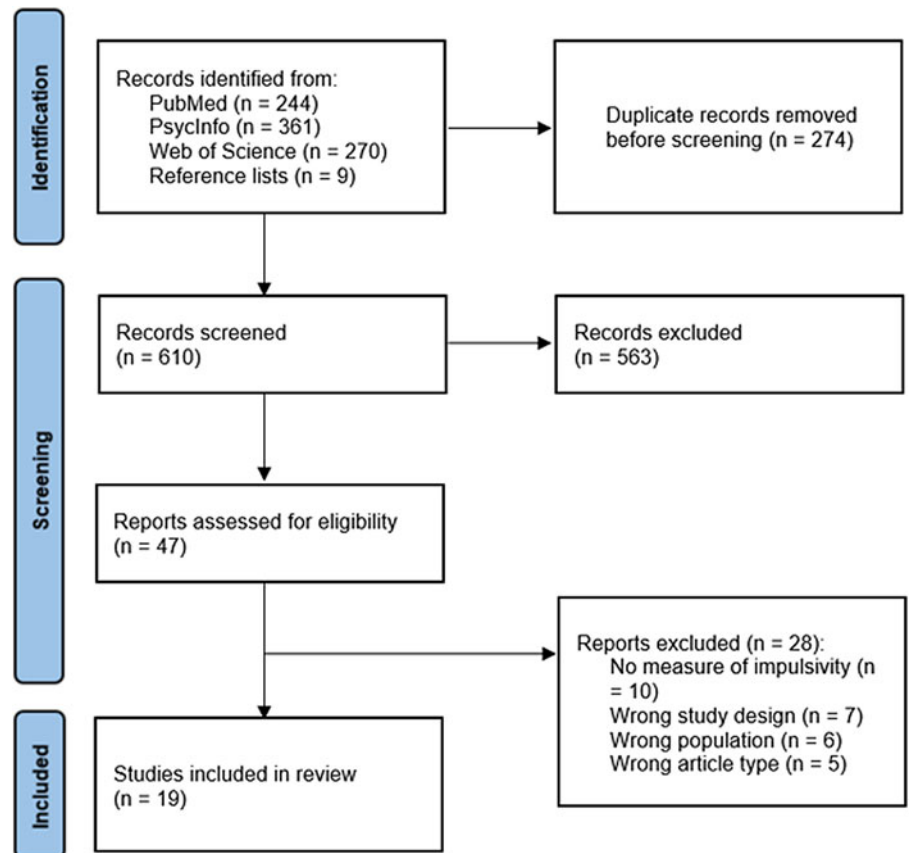 Identification
Records identified from:
PubMed (n = 244)
PsycInfo (n = 361)
Web of Science (n = 270)
Reference lists (n = 9)
Duplicate records removed
before screening (n = 274)
Screening
Records screened
(n = 610)
Records excluded
(n = 563)
Reports assessed for eligibility
(n = 47)
Reports excluded (n = 28):
No measure of impulsivity (n
= 10)
Wrong study design (n = 7)
Wrong population (n = 6)
Wrong article type (n = 5)
Included
Studies included in review
(n = 19)